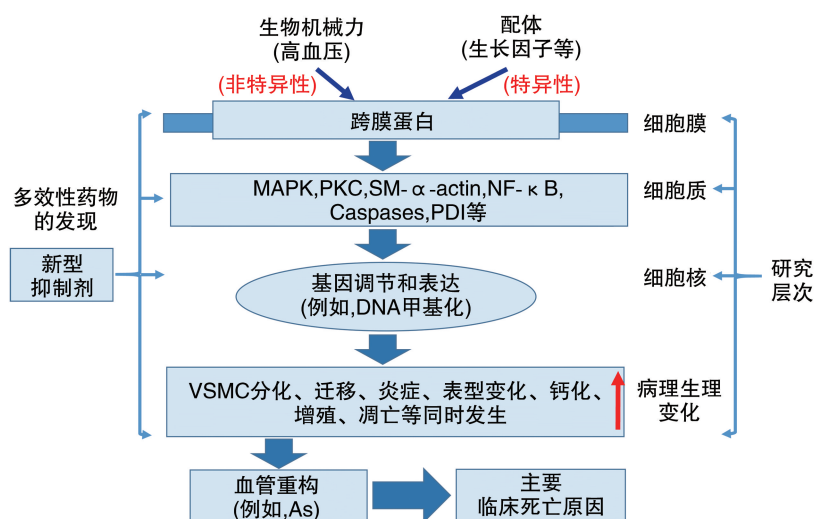 生物机械力
(高血压)
配体
(生长因子等)
(非特异性)
(特异性)
跨膜蛋白
细胞膜
MAPK,PKC,SM-α-actin,NF-κB,
Caspases,PDI等
细胞质
多效性药物
的发现
新型
抑制剂
基因调节和表达
(例如,DNA甲基化)
细胞核
研究
层次
VSMC分化、迁移、炎症、表型变化、钙化、
增殖、凋亡等同时发生
病理生理
变化
血管重构
(例如,As)
主要
临床死亡原因